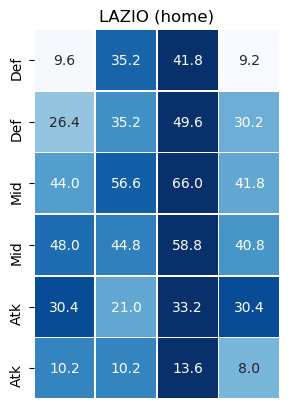 LAZIO (home)
Def 9.6 35.2 41.8 9.2
Def 26.4 35.2 49.6 30.2
Mid 44.0 56.6 66.0 41.8
Mid 48.0 44.8 58.8 40.8
Atk 30.4 21.0 33.2 30.4
Atk 10.2 10.2 13.6 8.0